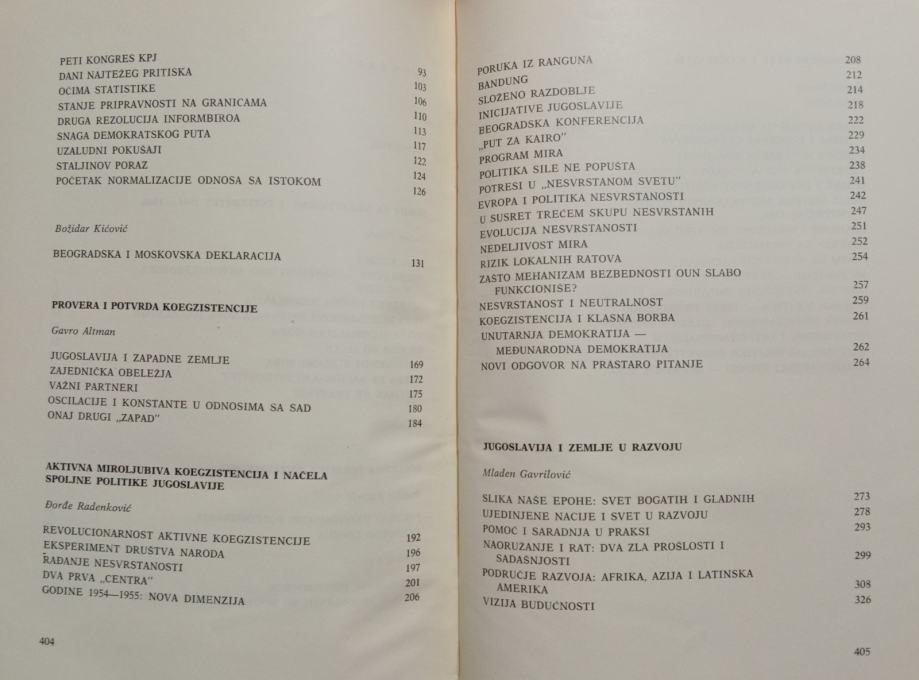 PETI KONGRES KPJ 93
DANI NAJTEŽEG PRITISKA 103
OČIMA STATISTIKE 106
STANJE PRIPRAVNOSTI NA GRANICAMA 110
DRUGA REZOLUCIJA INFORMBIROA 113
SNAGA DEMOKRATSKOG PUTA 117
UZALUDNI POKUŠAJI 122
STALJINOV PORAZ 124
POČETAK NORMALIZACIJE ODNOSA SA ISTOKOM 126
Božidar Kićović
BEOGRADSKA I MOSKOVSKA DEKLARACIJA 131
PROVERA I POTVRDA KOEGZISTENCIJE
Gavro Altman
JUGOSLAVIJA I ZAPADNE ZEMLJE 169
ZAJEDNIČKA OBELEŽJA 172
VAŽNI PARTNERI 175
OSCILACIJE I KONSTANTE U ODNOSIMA SA SAD 180
ONAJ DRUGI „ZAPAD” 184
AKTIVNA MIROLJUBIVA KOEGZISTENCIJA I NAČELA
SPOLJNE POLITIKE JUGOSLAVIJE
Đorđe Radenković
REVOLUCIONARNOST AKTIVNE KOEGZISTENCIJE 192
EKSPERIMENT DRUŠTVA NARODA 196
RAĐANJE NESVRSTANOSTI 197
DVA PRVA „CENTRA” 201
GODINE 1954—1955: NOVA DIMENZIJA 206
404
PORUKA IZ RANGUNA 208
BANDUNG 212
SLOŽENO RAZDOBLJE 214
INICIJATIVE JUGOSLAVIJE 218
BEOGRADSKA KONFERENCIJA 222
„PUT ZA KAIRO” 229
PROGRAM MIRA 234
POLITIKA SILE NE POPUŠTA 238
POTRESI U „NESVRSTANOM SVETU” 241
EVROPA I POLITIKA NESVRSTANOSTI 242
U SUSRET TREĆEM SKUPU NESVRSTANIH 247
EVOLUCIJA NESVRSTANOSTI 251
NEDELJIVOST MIRA 252
RIZIK LOKALNIH RATOVA 254
ZAŠTO MEHANIZAM BEZBEDNOSTI OUN SLABO
FUNKCIONIŠE? 257
NESVRSTANOST I NEUTRALNOST 259
KOEGZISTENCIJA I KLASNA BORBA 261
UNUTARNJA DEMOKRATIJA —
MEĐUNARODNA DEMOKRATIJA 262
NOVI ODGOVOR NA PRASTARO PITANJE 264
JUGOSLAVIJA I ZEMLJE U RAZVOJU
Mladen Gavrilović
SLIKA NAŠE EPOHE: SVET BOGATIH I GLADNIH 273
UJEDINJENE NACIJE I SVET U RAZVOJU 278
POMOĆ I SARADNJA U PRAKSI 293
NAORUŽANJE I RAT: DVA ZLA PROŠLOSTI I
SADAŠNJOSTI 299
PODRUČJE RAZVOJA: AFRIKA, AZIJA I LATINSKA
AMERIKA 308
VIZIJA BUDUĆNOSTI 326
405